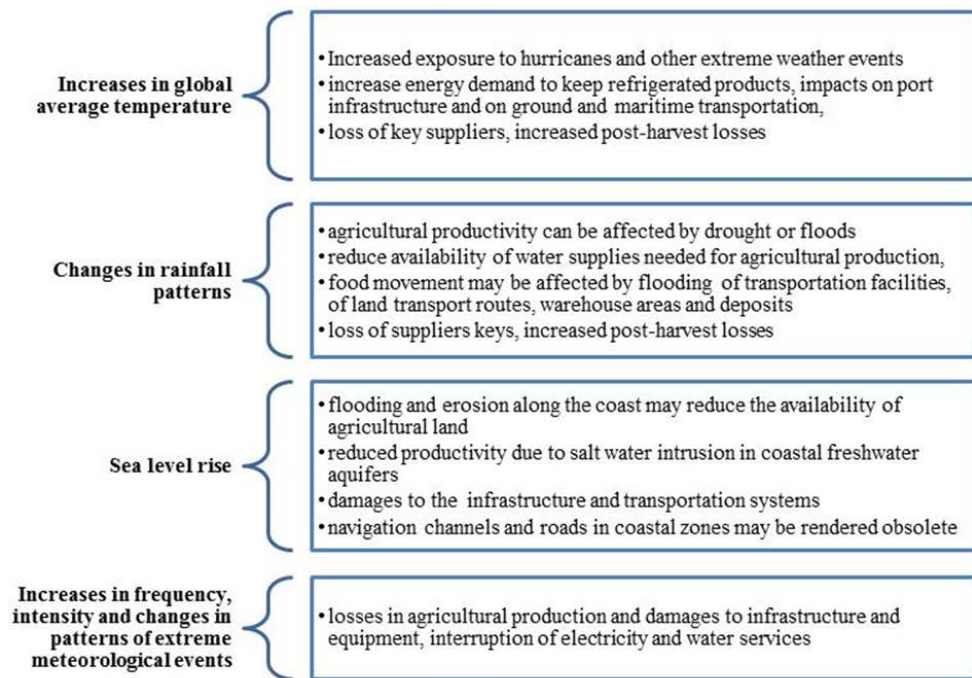 Increases in global
average temperature
•Increased exposure to hurricanes and other extreme weather events
•increase energy demand to keep refrigerated products, impacts on port
infrastructure and on ground and maritime transportation,
•loss of key suppliers, increased post-harvest losses
Changes in rainfall
patterns
•agricultural productivity can be affected by drought or floods
•reduce availability of water supplies needed for agricultural production,
•food movement may be affected by flooding of transportation facilities,
of land transport routes, warehouse areas and deposits
•loss of suppliers keys, increased post-harvest losses
Sea level rise
•flooding and erosion along the coast may reduce the availability of
agricultural land
•reduced productivity due to salt water intrusion in coastal freshwater
aquifers
•damages to the infrastructure and transportation systems
•navigation channels and roads in coastal zones may be rendered obsolete
Increases in frequency,
intensity and changes in
patterns of extreme
meteorological events
•losses in agricultural production and damages to infrastructure and
equipment, interruption of electricity and water services